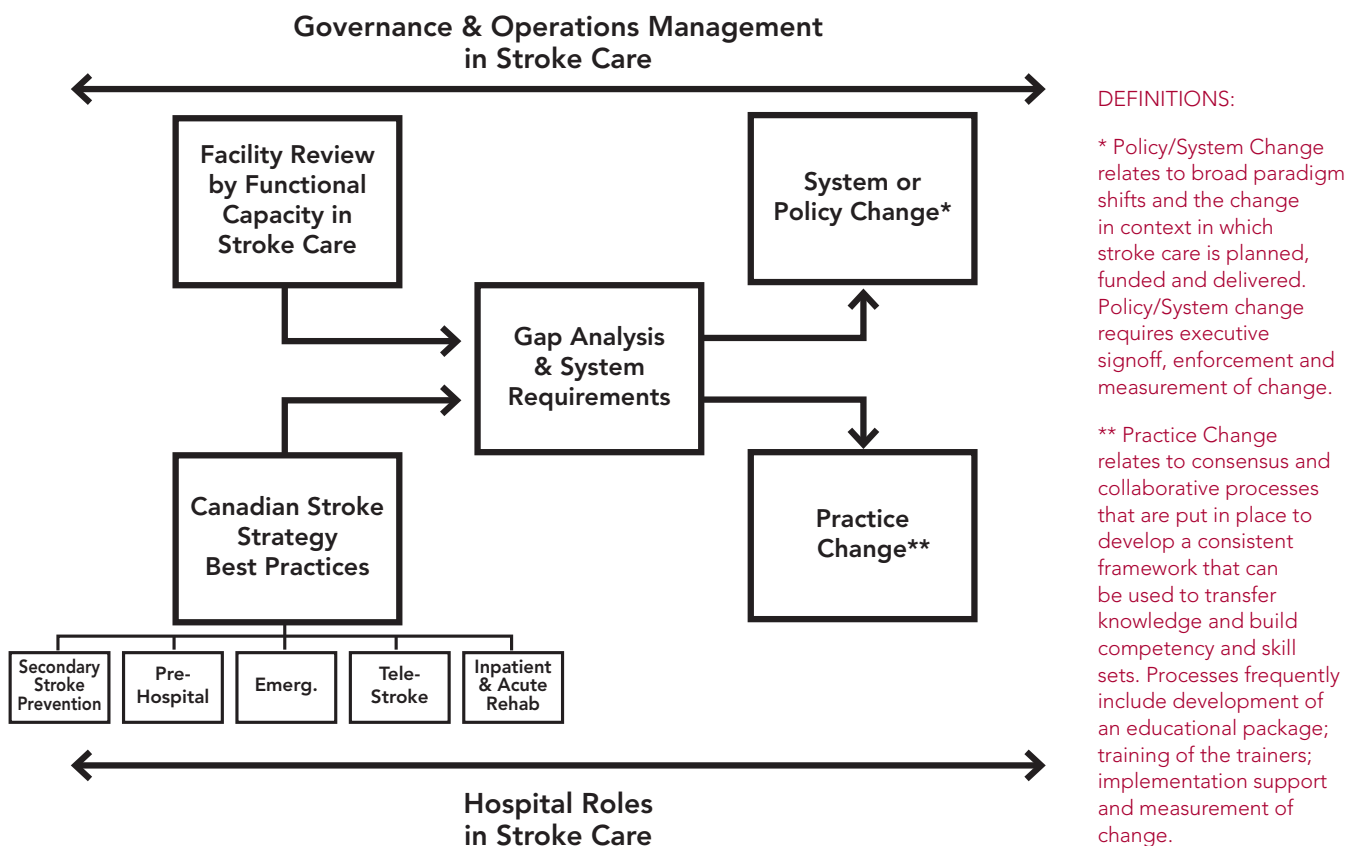 Governance & Operations Management
in Stroke Care
Facility Review
by Functional
Capacity in
Stroke Care
System or
Policy Change*
Gap Analysis
& System
Requirements
Canadian Stroke
Strategy
Best Practices
Practice
Change**
Secondary
Stroke
Prevention
Pre-
Hospital
Emerg.
Tele-
Stroke
Inpatient
& Acute
Rehab
Hospital Roles
in Stroke Care
DEFINITIONS:
* Policy/System Change
relates to broad paradigm
shifts and the change
in context in which
stroke care is planned,
funded and delivered.
Policy/System change
requires executive
signoff, enforcement and
measurement of change.
** Practice Change
relates to consensus and
collaborative processes
that are put in place to
develop a consistent
framework that can
be used to transfer
knowledge and build
competency and skill
sets. Processes frequently
include development of
an educational package;
training of the trainers;
implementation support
and measurement of
change.